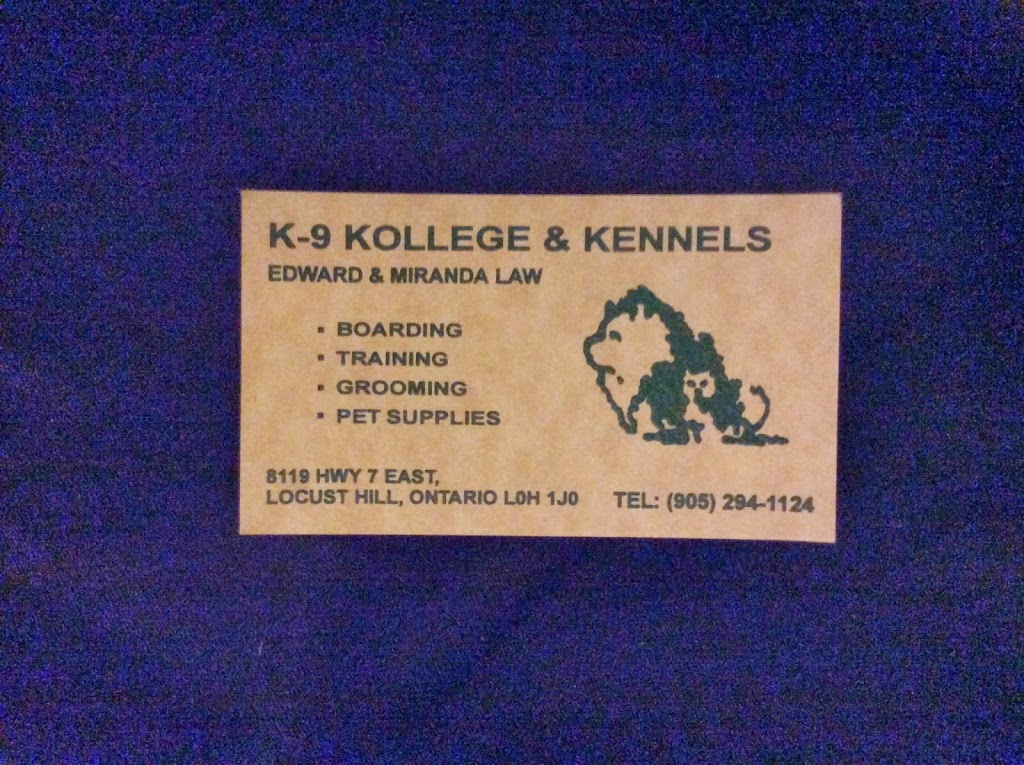 K-9 KOLLEGE & KENNELS
EDWARD & MIRANDA LAW
▪ BOARDING
▪ TRAINING
▪ GROOMING
▪ PET SUPPLIES
8119 HWY 7 EAST,
LOCUST HILL, ONTARIO L0H 1J0 TEL: (905) 294-1124